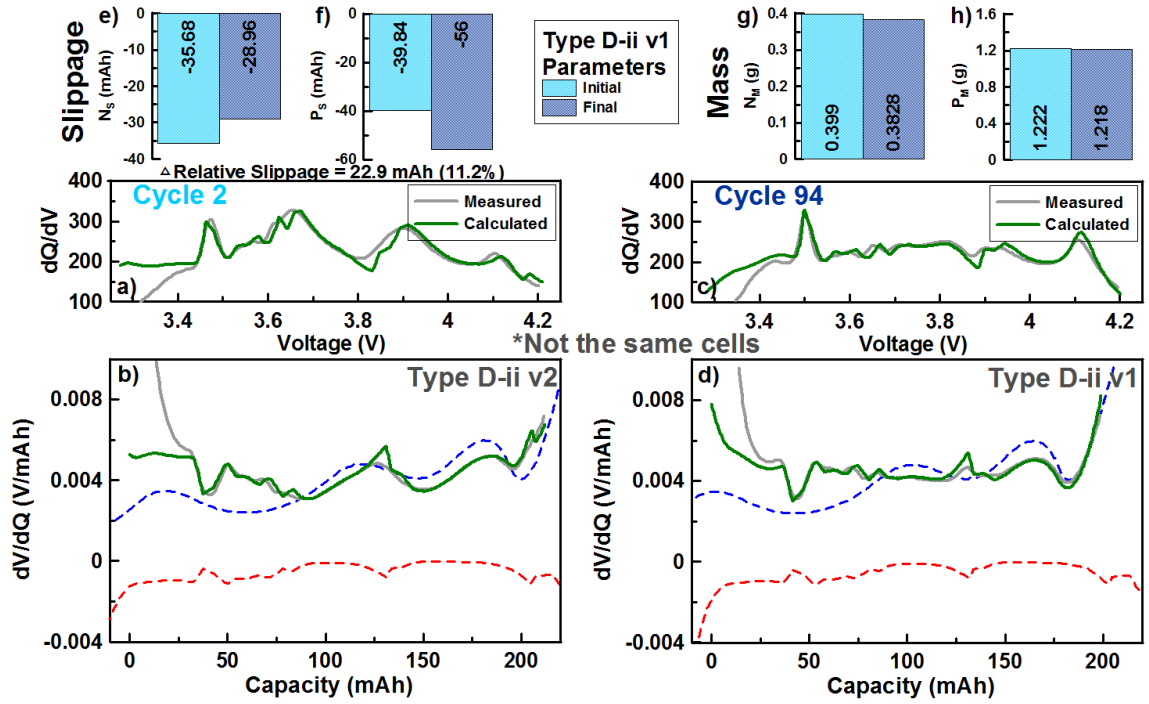 e)
Slippage
N_S (mAh)
0
-10
-20
-30
-40
-35.68
-28.96
f)
P_S (mAh)
0
-20
-40
-60
-39.84
-56
Type D-ii v1
Parameters
Initial
Final
g)
Mass
N_M (g)
0.4
0.3
0.2
0.1
0.0
0.399
0.3828
h)
P_M (g)
1.6
1.2
0.8
0.4
0.0
1.222
1.218
△ Relative Slippage = 22.9 mAh (11.2%)
Cycle 2
Measured
Calculated
dQ/dV
400
300
200
100
a)
3.4 3.6 3.8 4 4.2
Voltage (V)
Cycle 94
Measured
Calculated
dQ/dV
400
300
200
100
c)
3.4 3.6 3.8 4 4.2
Voltage (V)
*Not the same cells
b)
Type D-ii v2
dV/dQ (V/mAh)
0.008
0.004
0
-0.004
0 50 100 150 200
Capacity (mAh)
d)
Type D-ii v1
dV/dQ (V/mAh)
0.008
0.004
0
-0.004
0 50 100 150 200
Capacity (mAh)